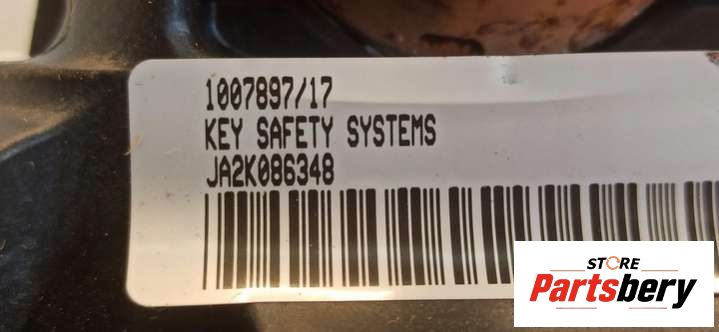 1007897/17
KEY SAFETY SYSTEMS
JA2K086348
STORE
Partsbery